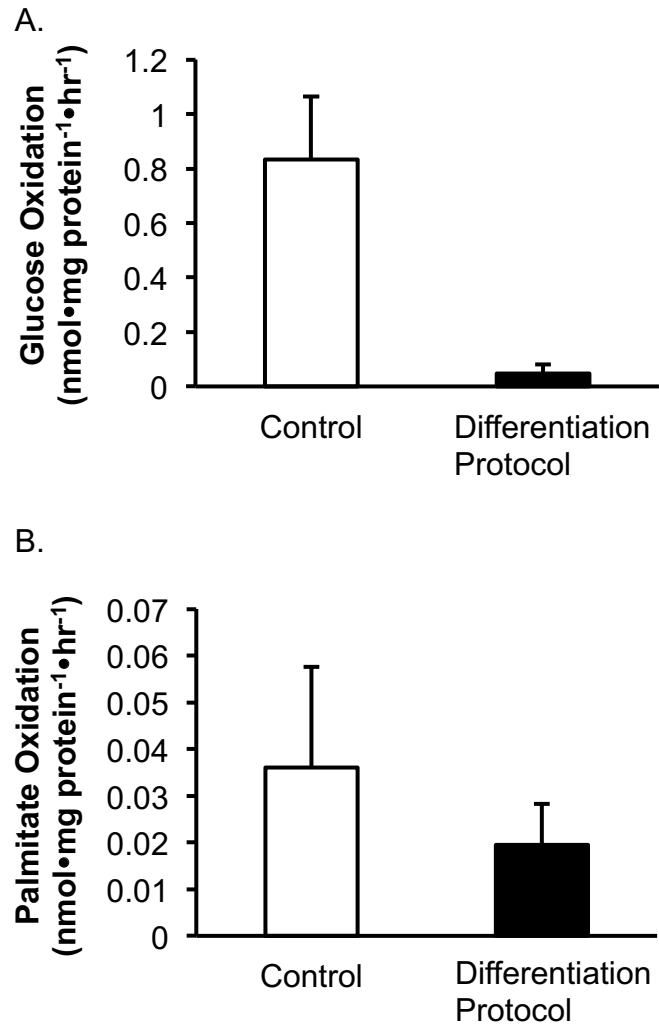 A.
Glucose Oxidation
(nmol•mg protein⁻¹•hr⁻¹)
1.2
1
0.8
0.6
0.4
0.2
0
Control
Differentiation
Protocol
B.
Palmitate Oxidation
(nmol•mg protein⁻¹•hr⁻¹)
0.07
0.06
0.05
0.04
0.03
0.02
0.01
0
Control
Differentiation
Protocol